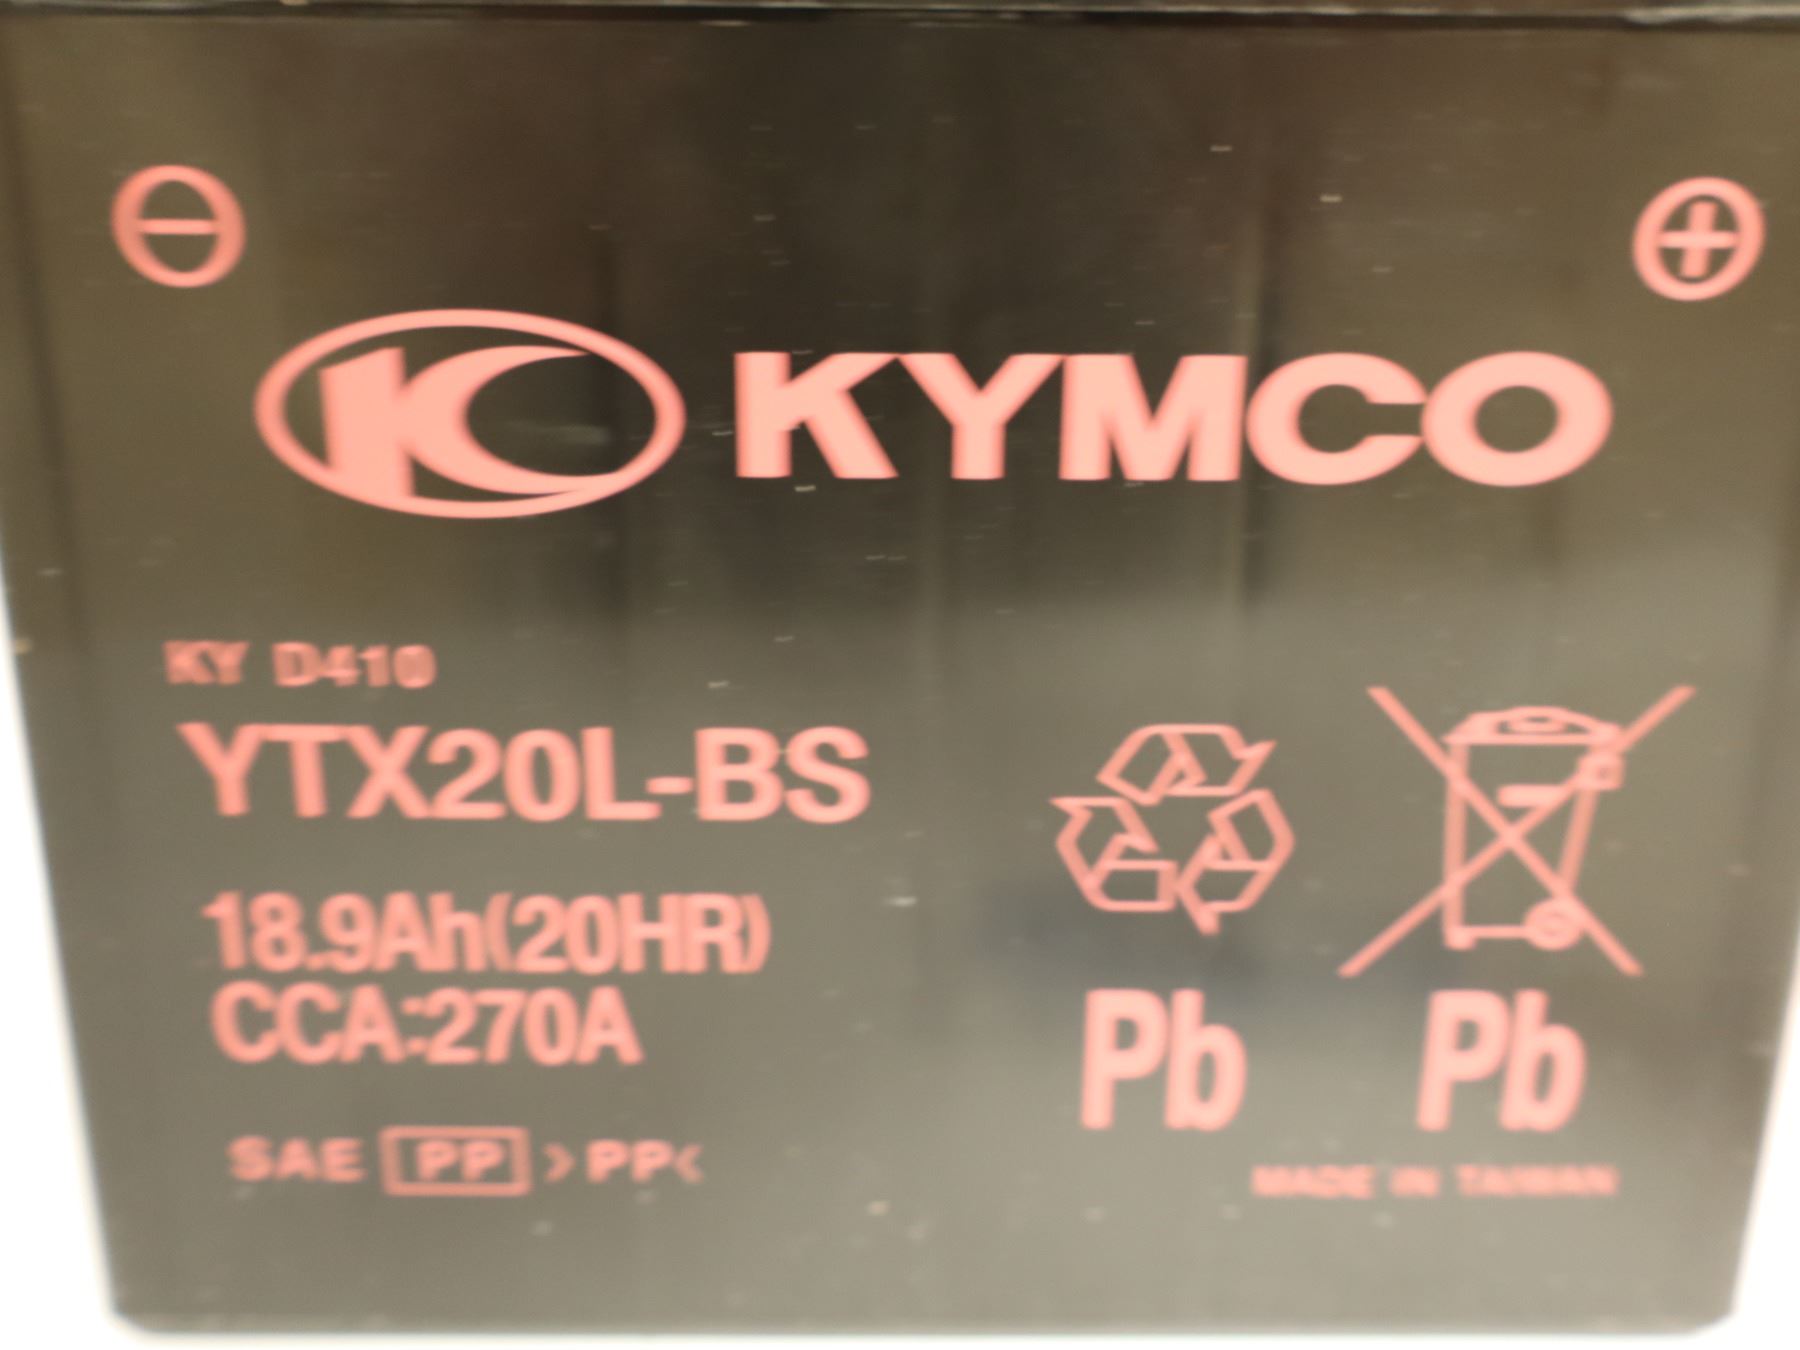 KYMCO
KY D410
YTX20L-BS
18.9Ah(20HR)
CCA:270A
Pb Pb
SAE PP >PP<
MADE IN TAIWAN